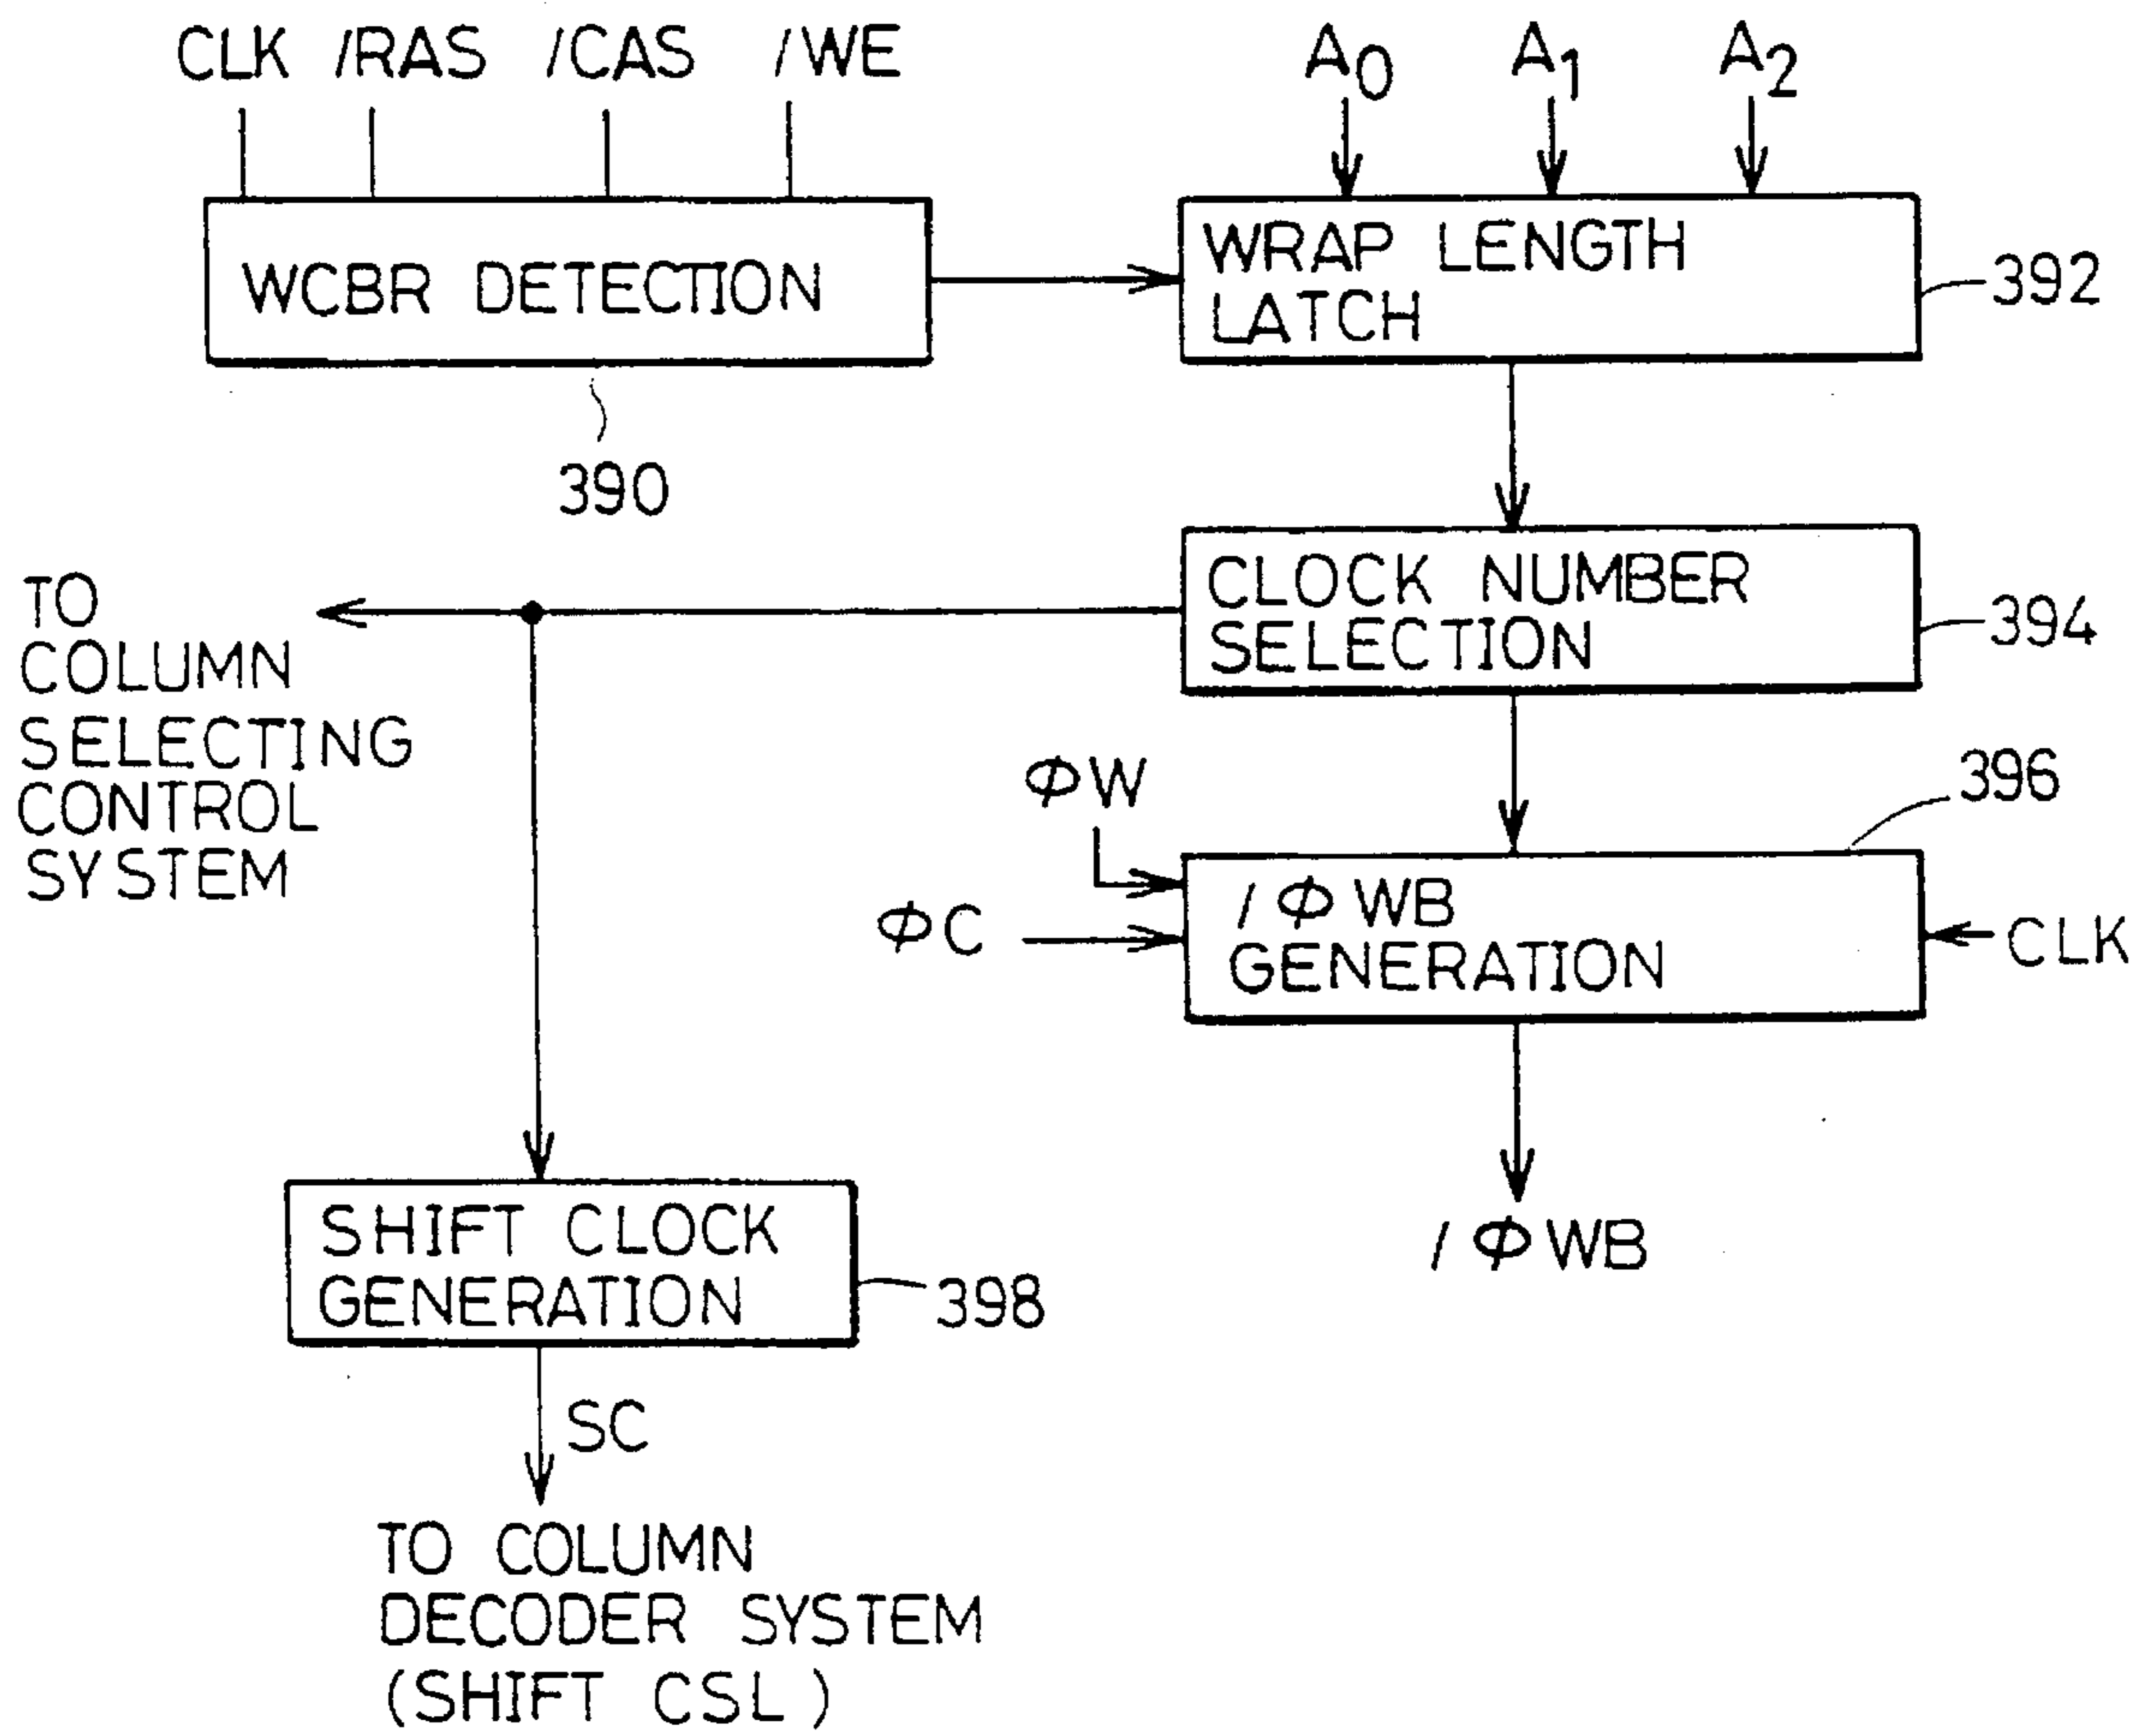 CLK /RAS /CAS /WE
A0 A1 A2
WCBR DETECTION
WRAP LENGTH
LATCH
392
390
CLOCK NUMBER
SELECTION
394
TO
COLUMN
SELECTING
CONTROL
SYSTEM
ΦW
396
ΦC
/ΦWB
GENERATION
CLK
/ΦWB
SHIFT CLOCK
GENERATION
398
SC
TO COLUMN
DECODER SYSTEM
(SHIFT CSL)